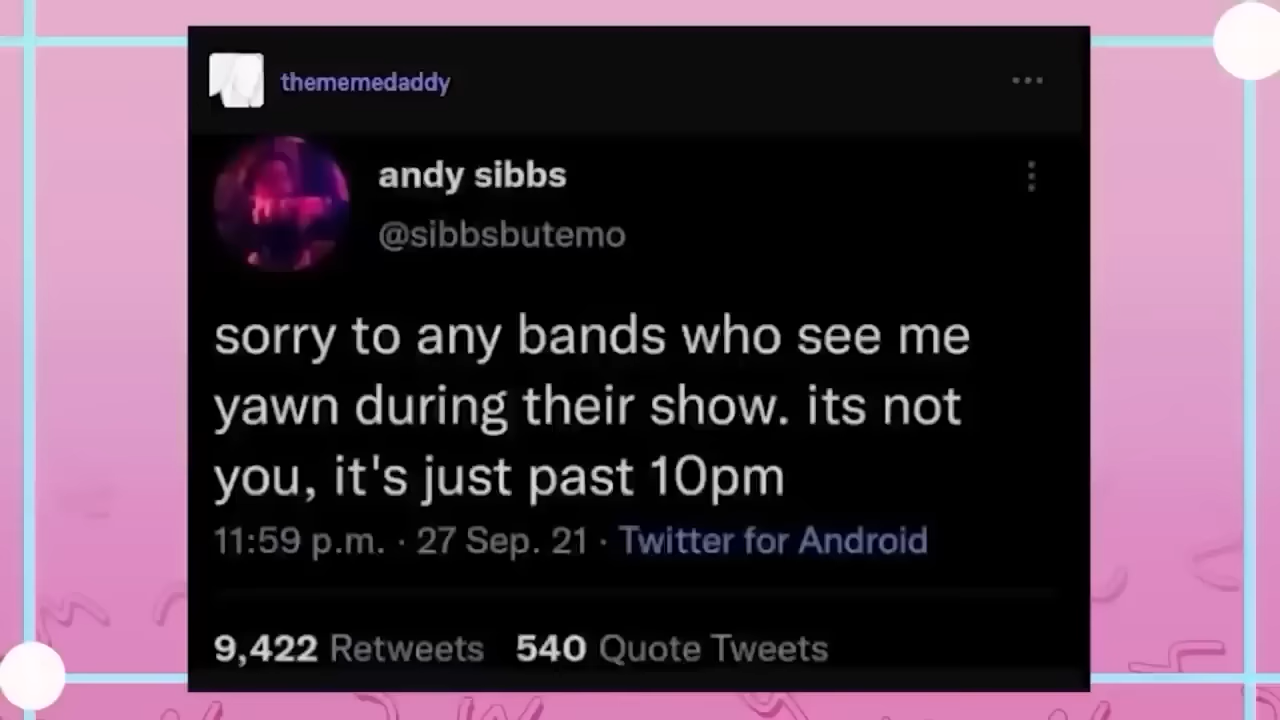 thememedaddy
andy sibbs
@sibbsbutemo
sorry to any bands who see me
yawn during their show. its not
you, it's just past 10pm
11:59 p.m. · 27 Sep. 21 · Twitter for Android
9,422 Retweets 540 Quote Tweets